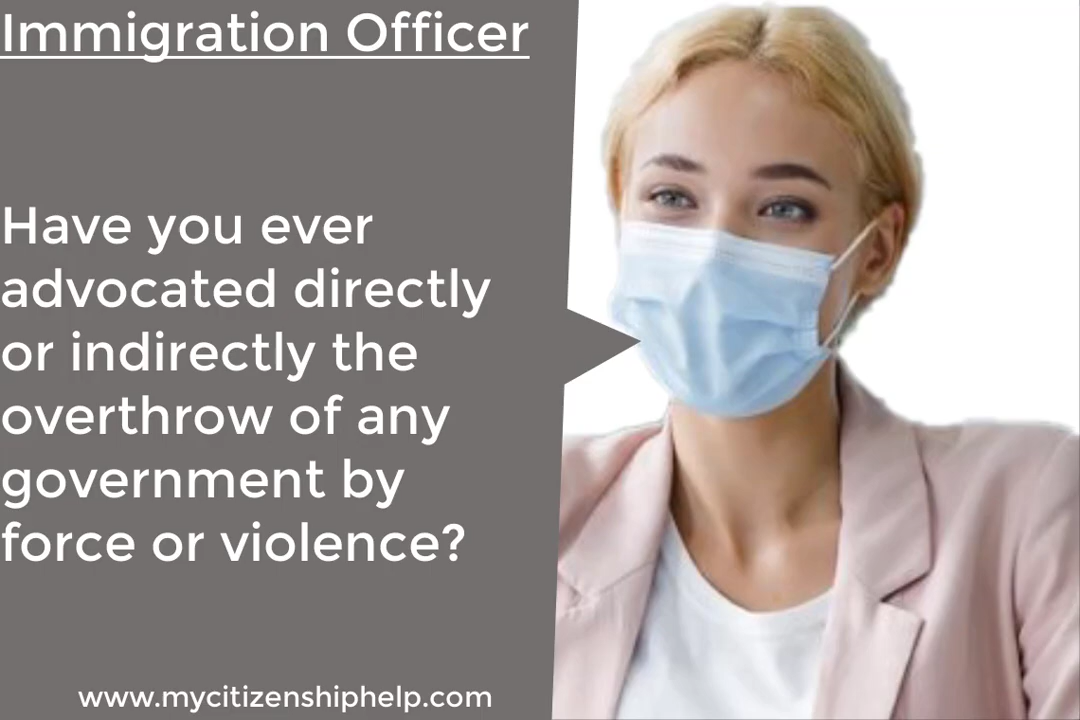 Immigration Officer
Have you ever
advocated directly
or indirectly the
overthrow of any
government by
force or violence?
www.mycitizenshiphelp.com